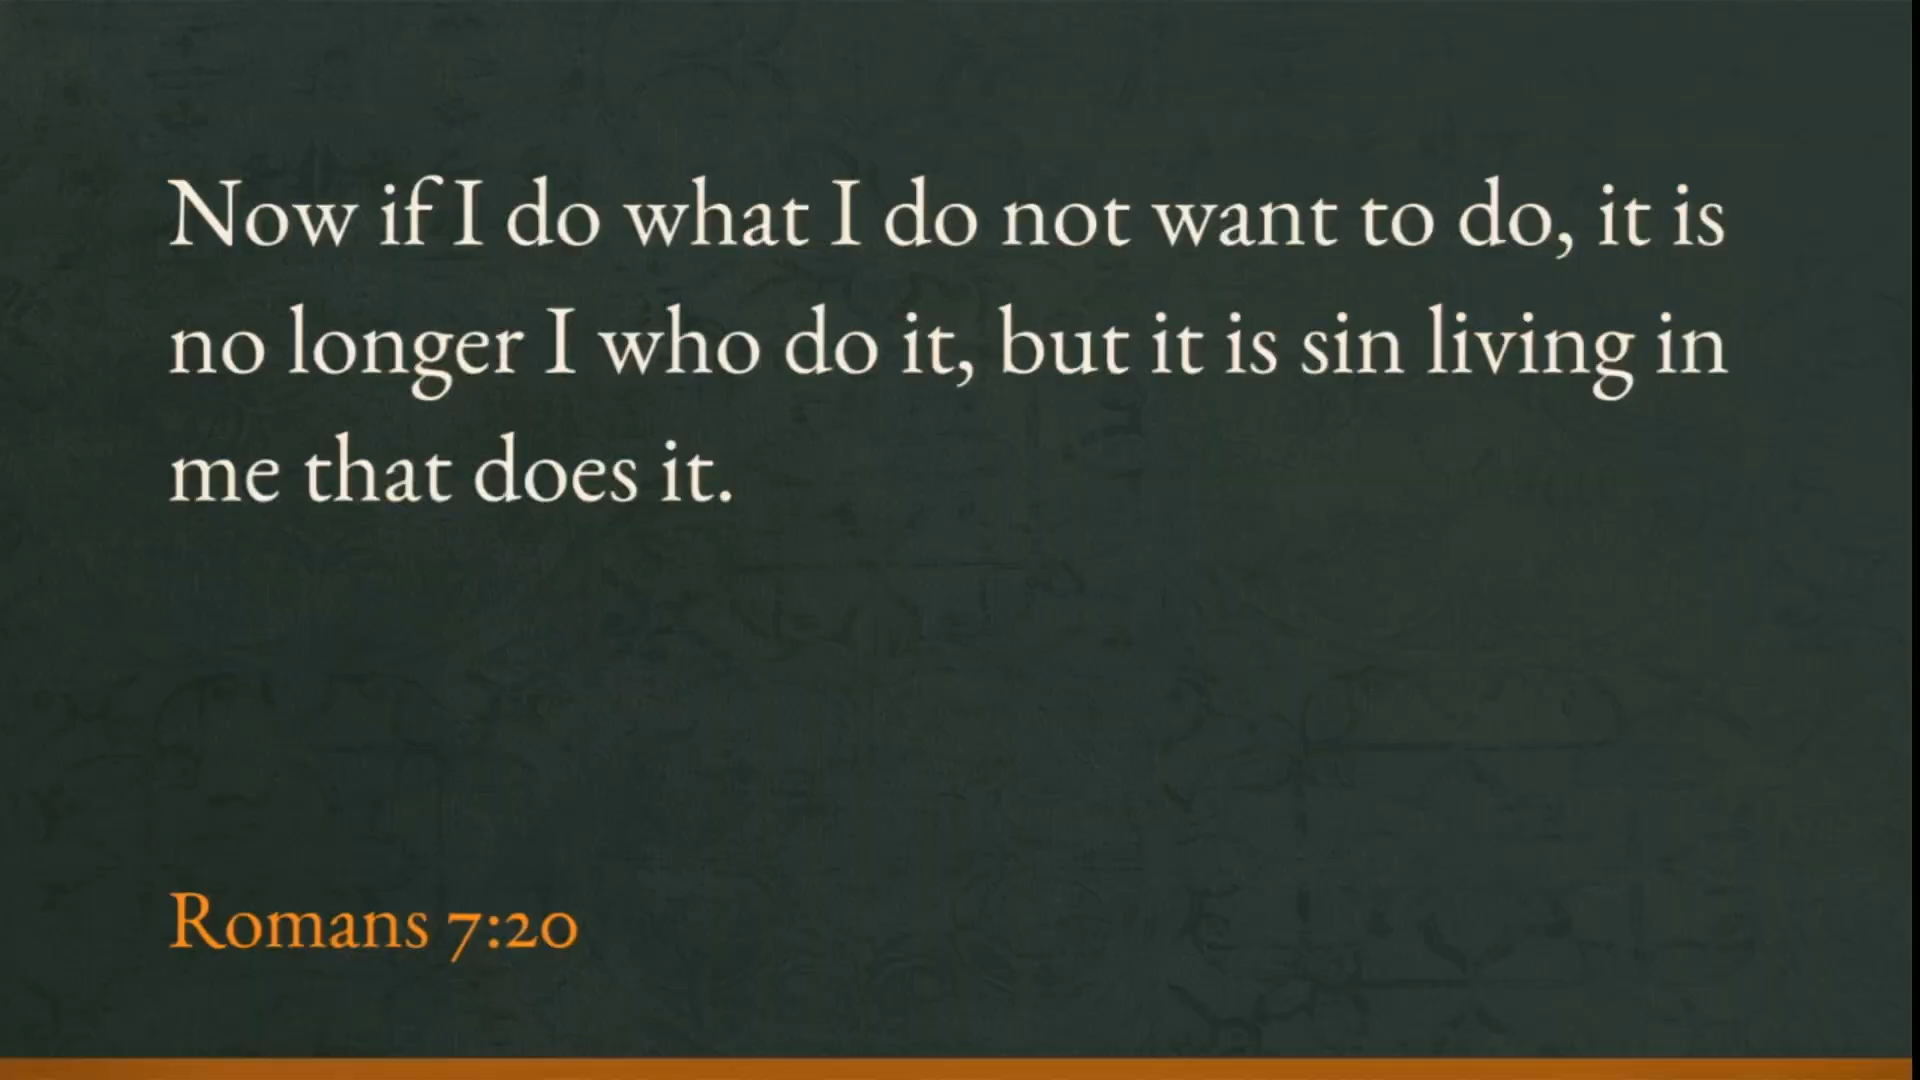 Now if I do what I do not want to do, it is
no longer I who do it, but it is sin living in
me that does it.
Romans 7:20